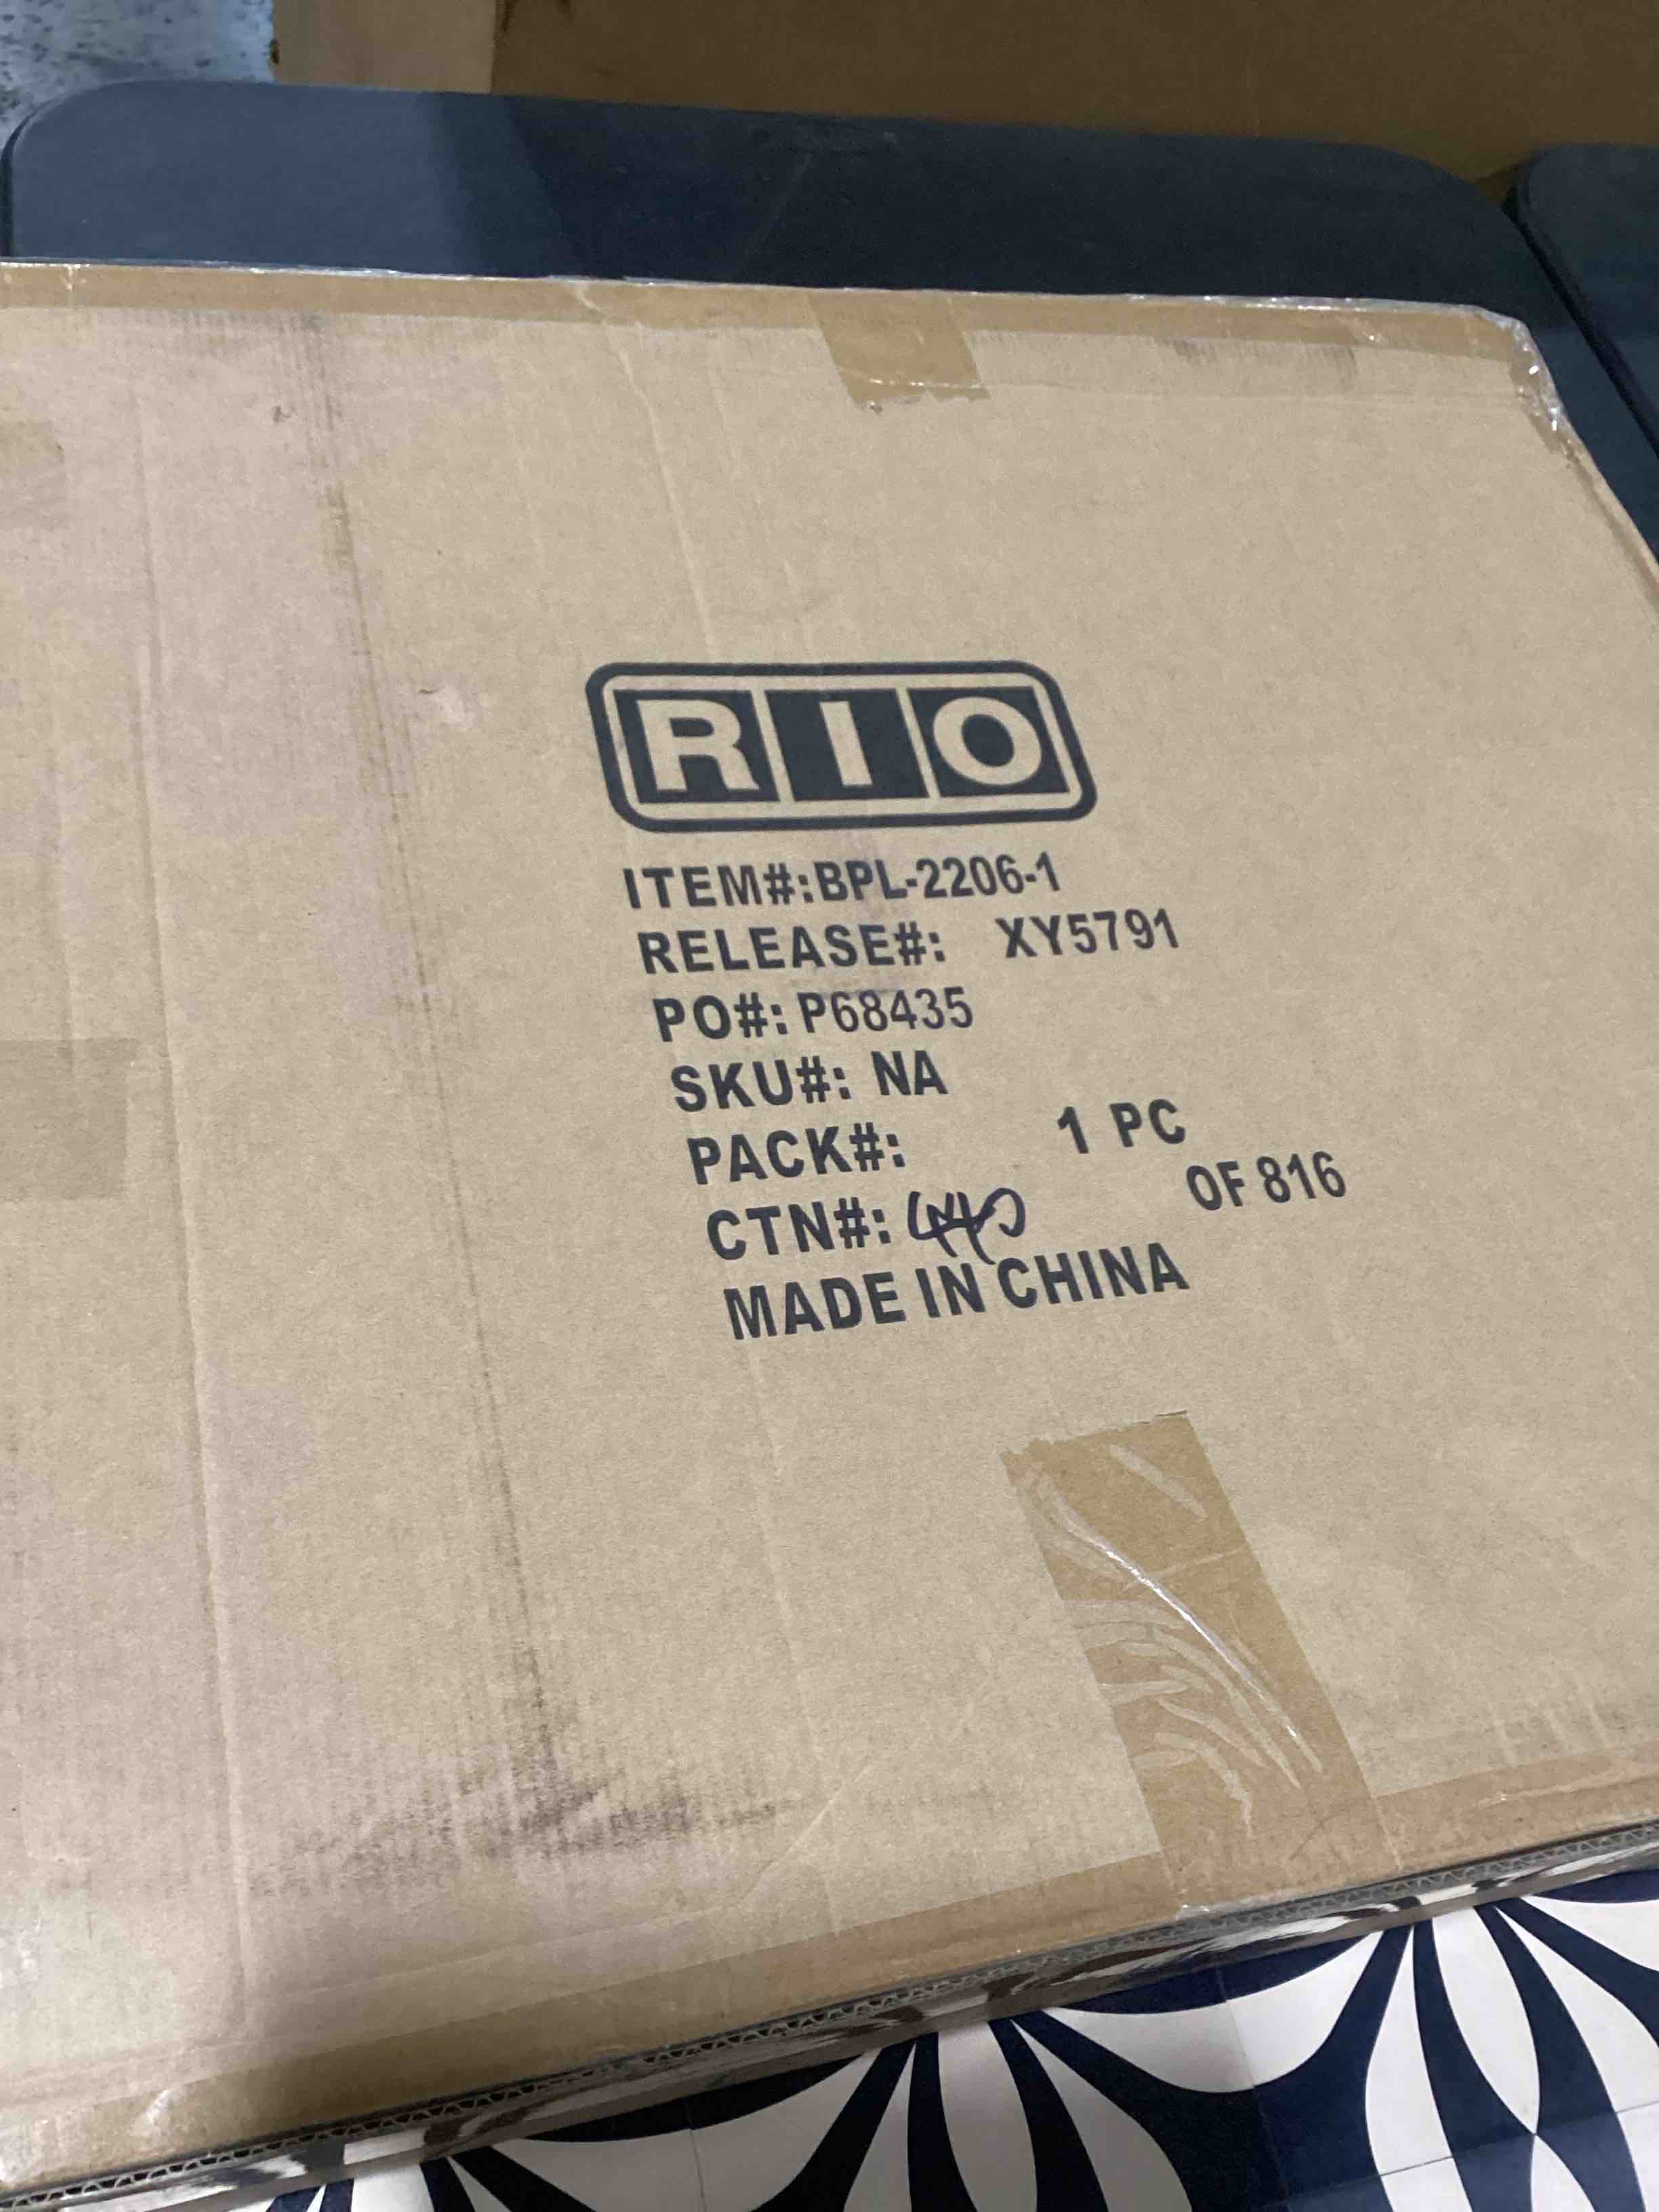 RIO
ITEM#:BPL-2206-1
RELEASE#: XY5791
PO#: P68435
SKU#: NA
PACK#: 1 PC
CTN#: 440 OF 816
MADE IN CHINA